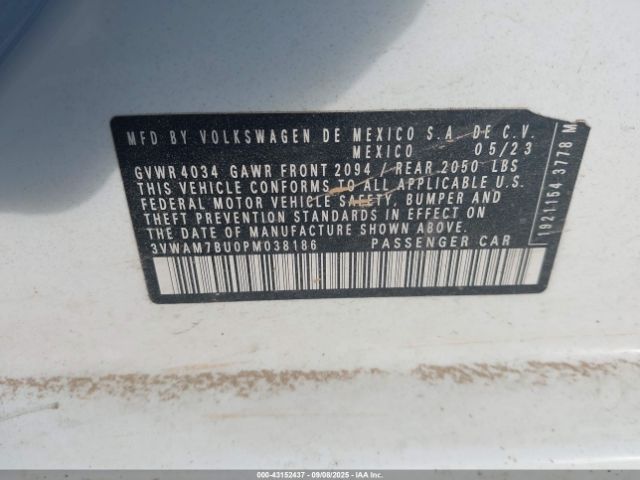 MFD BY VOLKSWAGEN DE MEXICO S.A. DE C.V.
MEXICO 05/23
GVWR 4034 GAWR FRONT 2094 / REAR 2050 LBS
THIS VEHICLE CONFORMS TO ALL APPLICABLE U.S.
FEDERAL MOTOR VEHICLE SAFETY, BUMPER AND
THEFT PREVENTION STANDARDS IN EFFECT ON
THE DATE OF MANUFACTURE SHOWN ABOVE.
3VWAM7BU0PM038186 PASSENGER CAR
1921154 3778 M
000-43152437 - 09/08/2025 - IAAI.COM